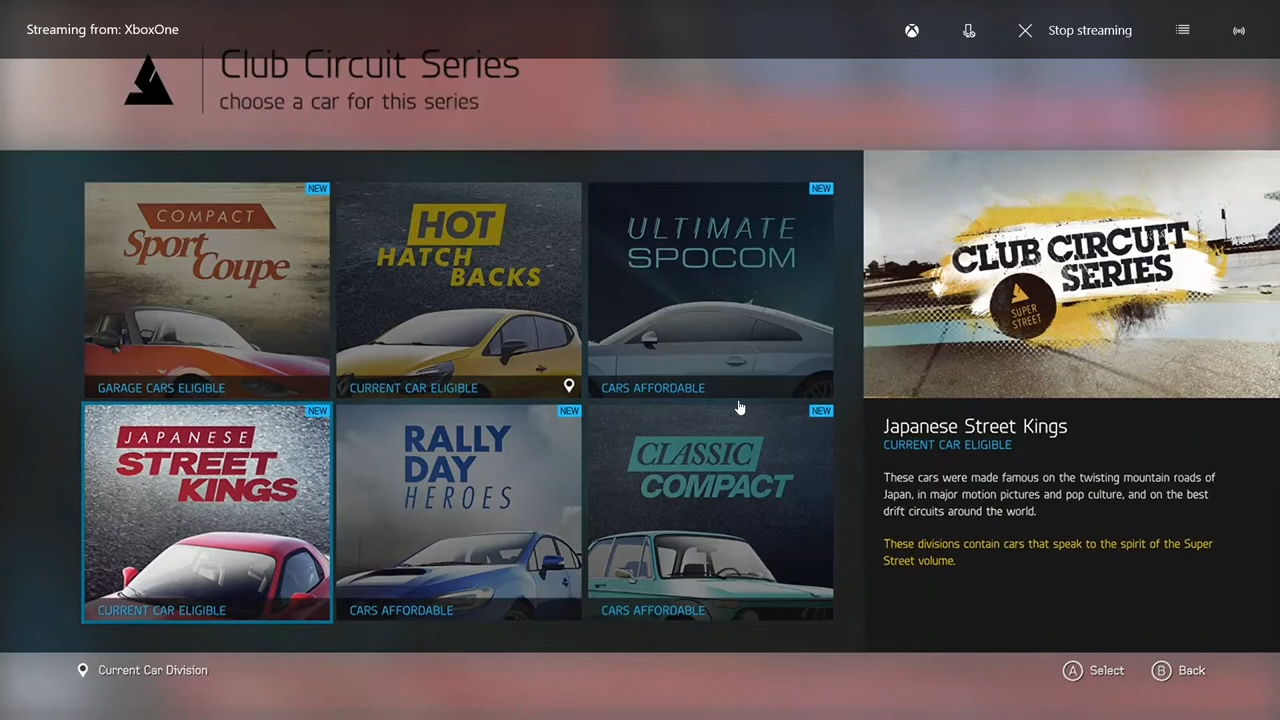 Streaming from: XboxOne
Stop streaming
Club Circuit Series
choose a car for this series
NEW
COMPACT
Sport
Coupe
GARAGE CARS ELIGIBLE
HOT
HATCH
BACKS
CURRENT CAR ELIGIBLE
NEW
ULTIMATE
SPOCOM
CARS AFFORDABLE
NEW
JAPANESE
STREET
KINGS
CURRENT CAR ELIGIBLE
NEW
RALLY
DAY
HEROES
CARS AFFORDABLE
NEW
CLASSIC
COMPACT
CARS AFFORDABLE
CLUB CIRCUIT
SERIES
SUPER
STREET
Japanese Street Kings
CURRENT CAR ELIGIBLE
These cars were made famous on the twisting mountain roads of
Japan, in major motion pictures and pop culture, and on the best
drift circuits around the world.
These divisions contain cars that speak to the spirit of the Super
Street volume.
Current Car Division
A Select
B Back